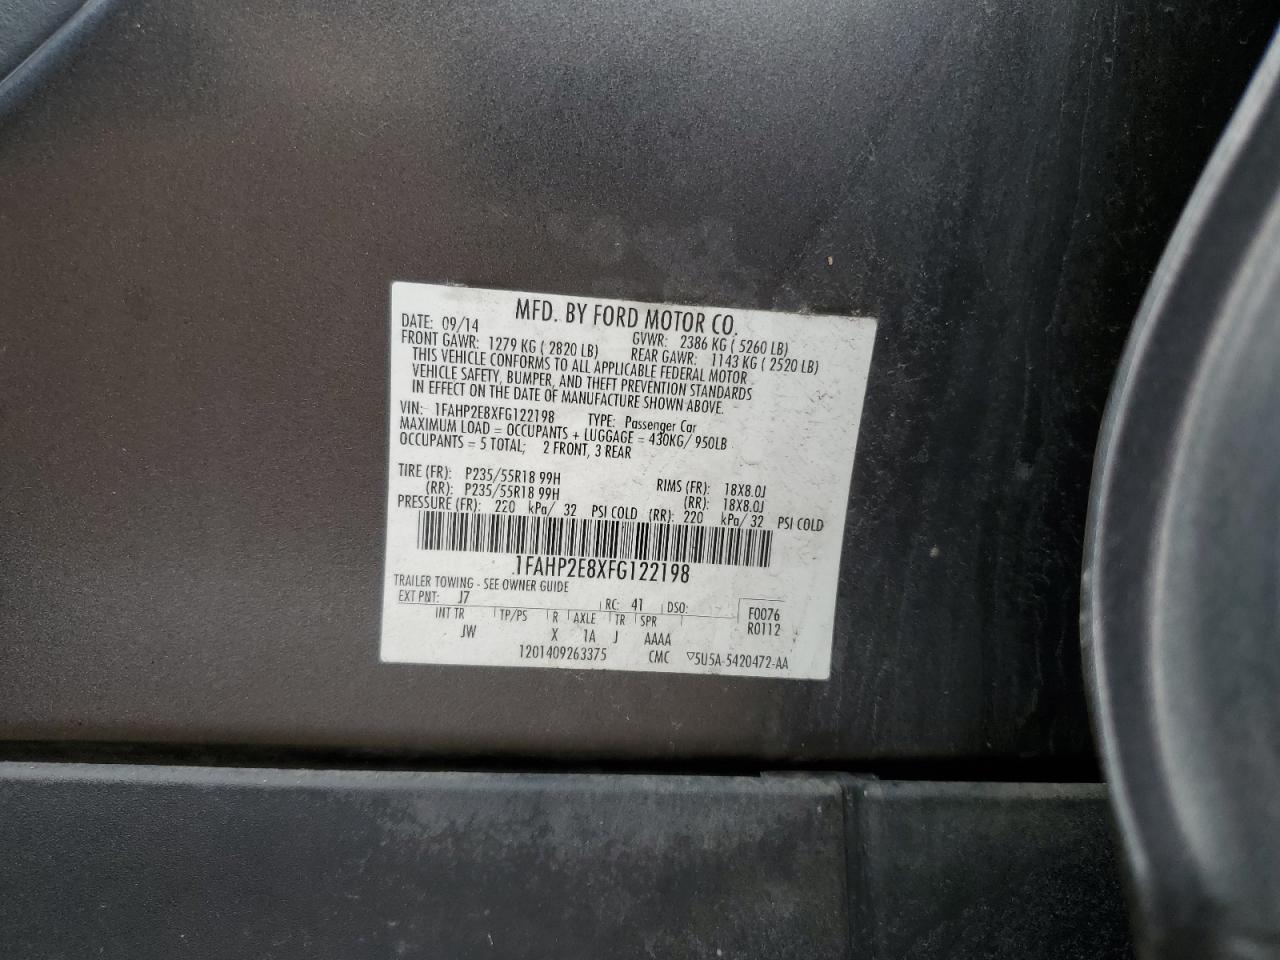 MFD. BY FORD MOTOR CO.
DATE: 09/14 GVWR: 2386 KG ( 5260 LB)
FRONT GAWR: 1279 KG ( 2820 LB) REAR GAWR: 1143 KG ( 2520 LB)
THIS VEHICLE CONFORMS TO ALL APPLICABLE FEDERAL MOTOR
VEHICLE SAFETY, BUMPER, AND THEFT PREVENTION STANDARDS
IN EFFECT ON THE DATE OF MANUFACTURE SHOWN ABOVE.
VIN: 1FAHP2E8XFG122198 TYPE: Passenger Car
MAXIMUM LOAD = OCCUPANTS + LUGGAGE = 430KG/ 950LB
OCCUPANTS = 5 TOTAL; 2 FRONT, 3 REAR
TIRE (FR): P235/55R18 99H RIMS (FR): 18X8.0J
(RR): P235/55R18 99H (RR): 18X8.0J
PRESSURE (FR): 220 kPa/ 32 PSI COLD (RR): 220 kPa/ 32 PSI COLD
1FAHP2E8XFG122198
TRAILER TOWING - SEE OWNER GUIDE
EXT PNT: J7 RC: 41 DSO: F0076
INT TR TP/PS R AXLE TR SPR R0112
JW X 1A J AAAA
1201409263375 CMC ▽5U5A-5420472-AA